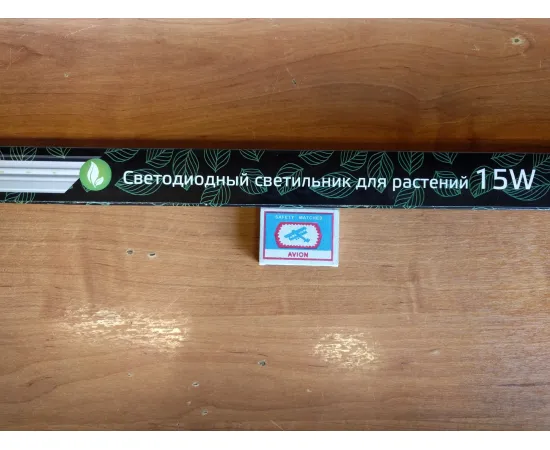 Светодиодный светильник для растений 15W
SAFETY MATCHES
AVION